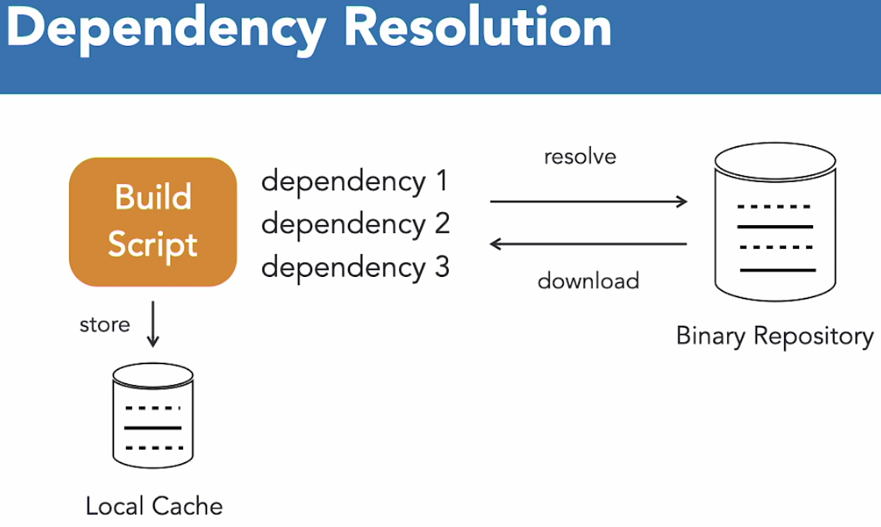 Dependency Resolution
Build
Script
dependency 1
dependency 2
dependency 3
resolve
download
Binary Repository
store
Local Cache